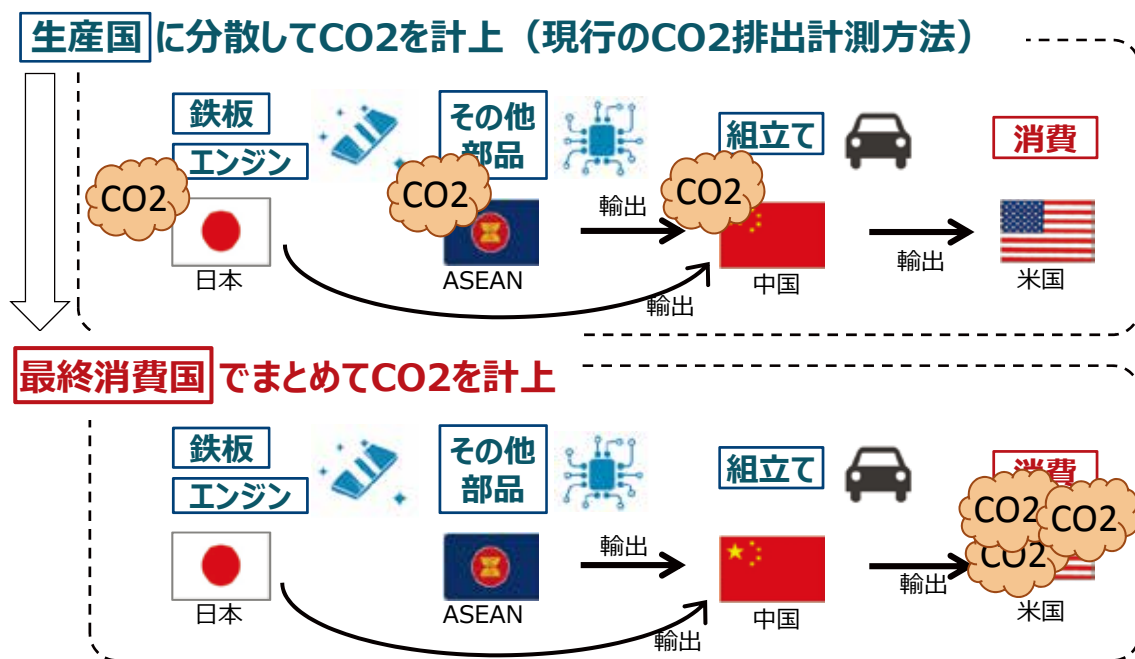 生産国に分散してCO2を計上（現行のCO2排出計測方法）
鉄板
エンジン
その他
部品
組立て
消費
CO2
CO2
CO2
輸出
輸出
輸出
日本
ASEAN
中国
米国
最終消費国でまとめてCO2を計上
鉄板
エンジン
その他
部品
組立て
消費
CO2
CO2
CO2
輸出
輸出
輸出
日本
ASEAN
中国
米国